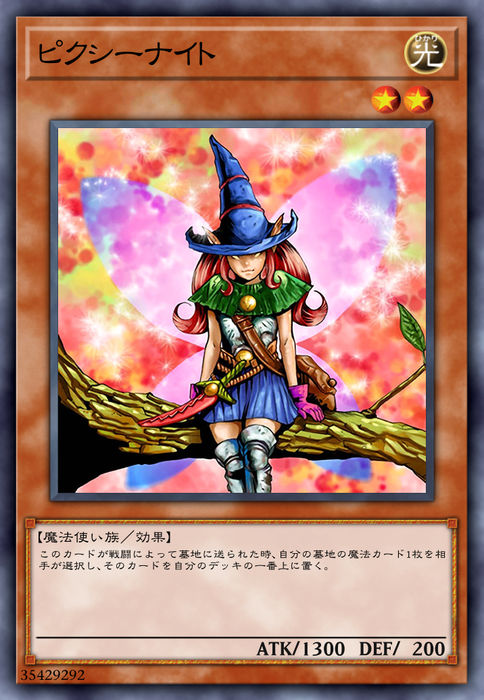 ピクシーナイト
ひかり
光
【魔法使い族/効果】
このカードが戦闘によって墓地に送られた時、自分の墓地の魔法カード1枚を相
手が選択し、そのカードを自分のデッキの一番上に置く。
ATK/1300 DEF/ 200
35429292